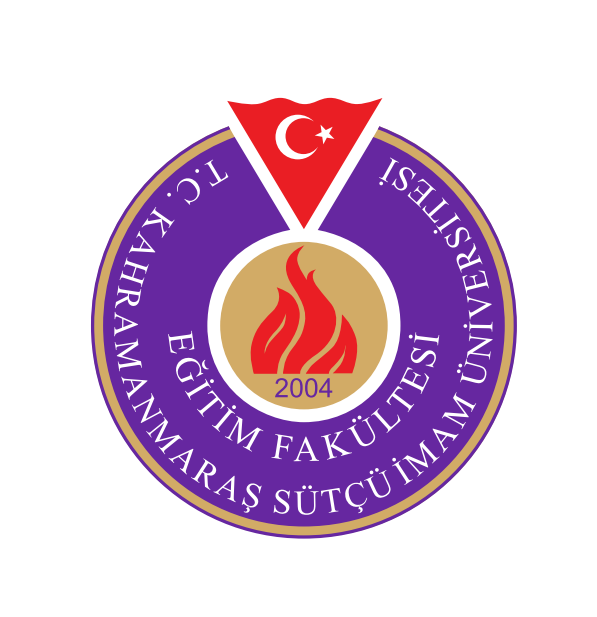 T.C. KAHRAMANMARAŞ SÜTÇÜ İMAM ÜNİVERSİTESİ
EĞİTİM FAKÜLTESİ
2004